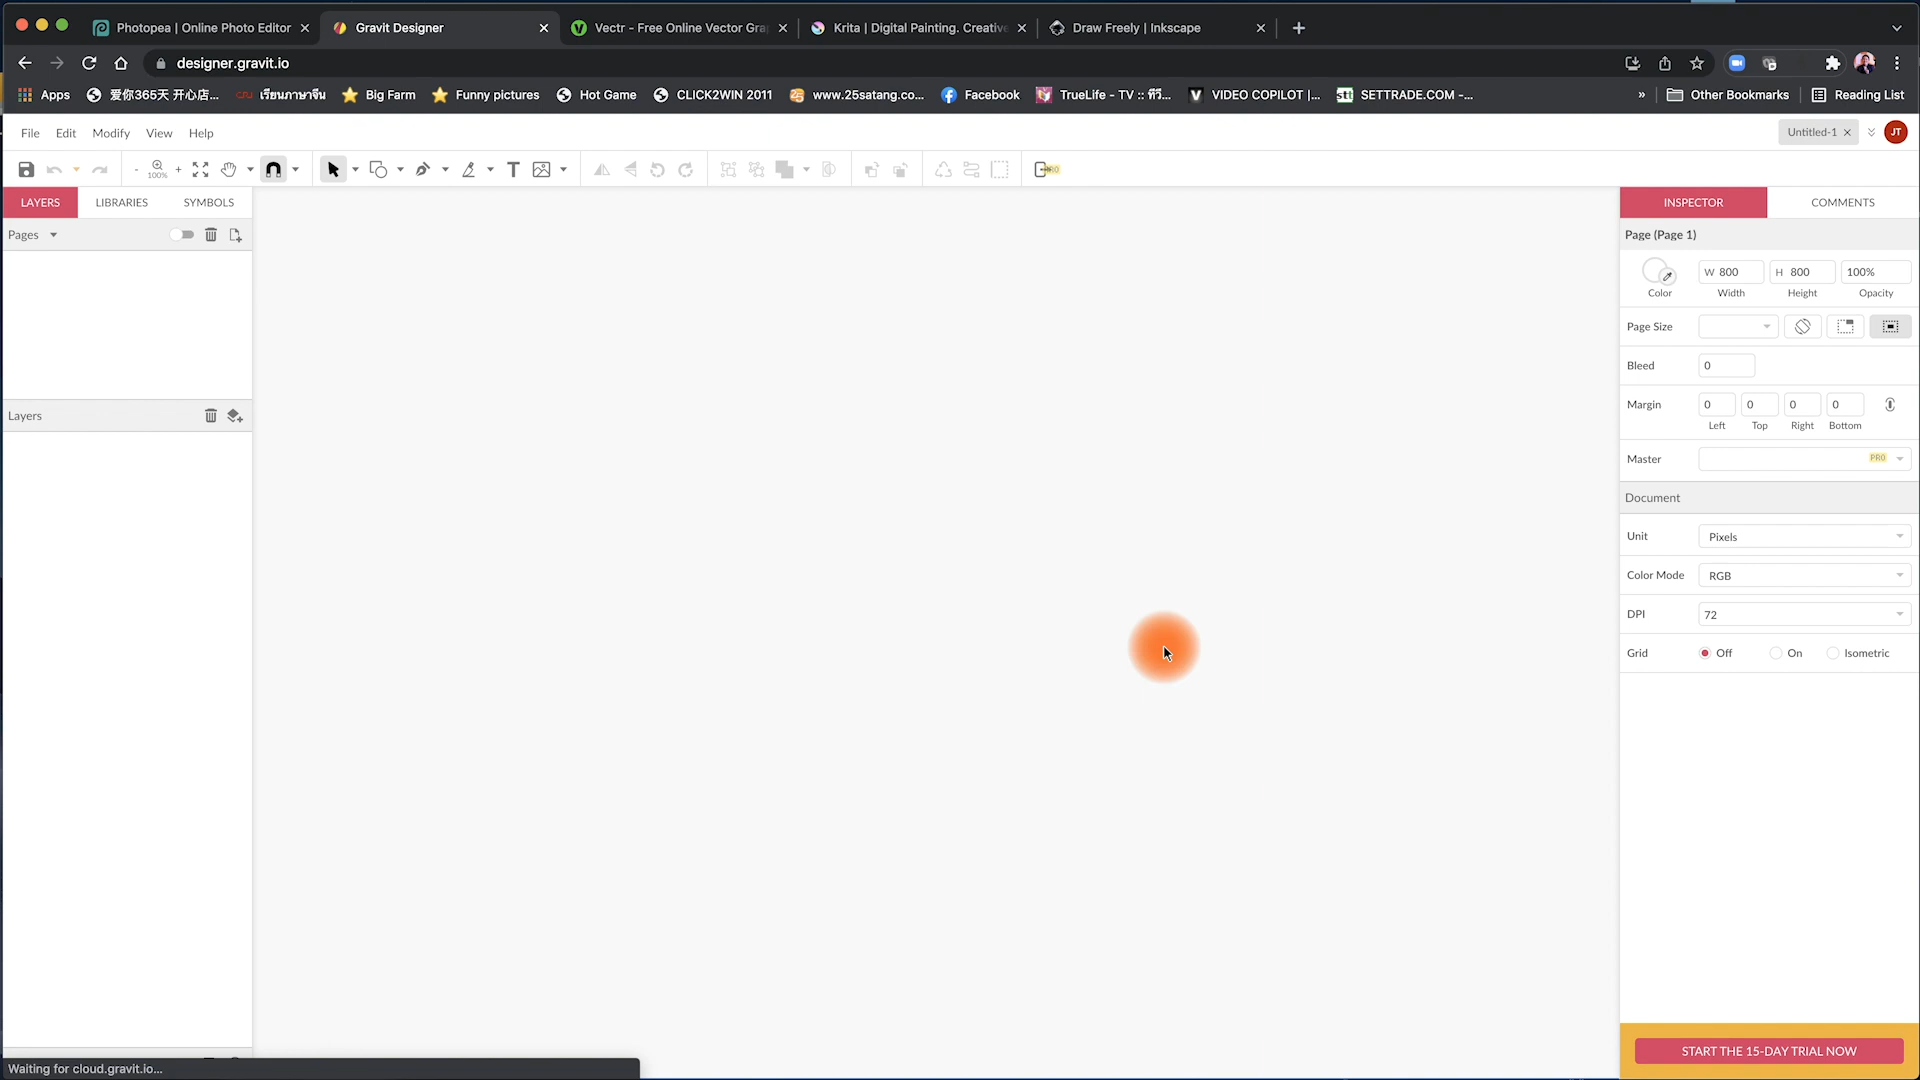 Photopea | Online Photo Editor
Gravit Designer
Vectr - Free Online Vector Gra
Krita | Digital Painting. Creative
Draw Freely | Inkscape
designer.gravit.io
Apps
爱你365天 开心店...
เรียนภาษาจีน
Big Farm
Funny pictures
Hot Game
CLICK2WIN 2011
www.25satang.co...
Facebook
TrueLife - TV :: ทีวี...
VIDEO COPILOT |...
stt
SETTRADE.COM -...
»
Other Bookmarks
Reading List
File Edit Modify View Help
Untitled-1
JT
- 100% +
PRO
LAYERS LIBRARIES SYMBOLS
INSPECTOR COMMENTS
Pages
Page (Page 1)
W 800 H 800 100%
Color Width Height Opacity
Page Size
Bleed 0
Margin 0 0 0 0
Left Top Right Bottom
Layers
Master PRO
Document
Unit Pixels
Color Mode RGB
DPI 72
Grid Off On Isometric
START THE 15-DAY TRIAL NOW
Waiting for cloud.gravit.io...